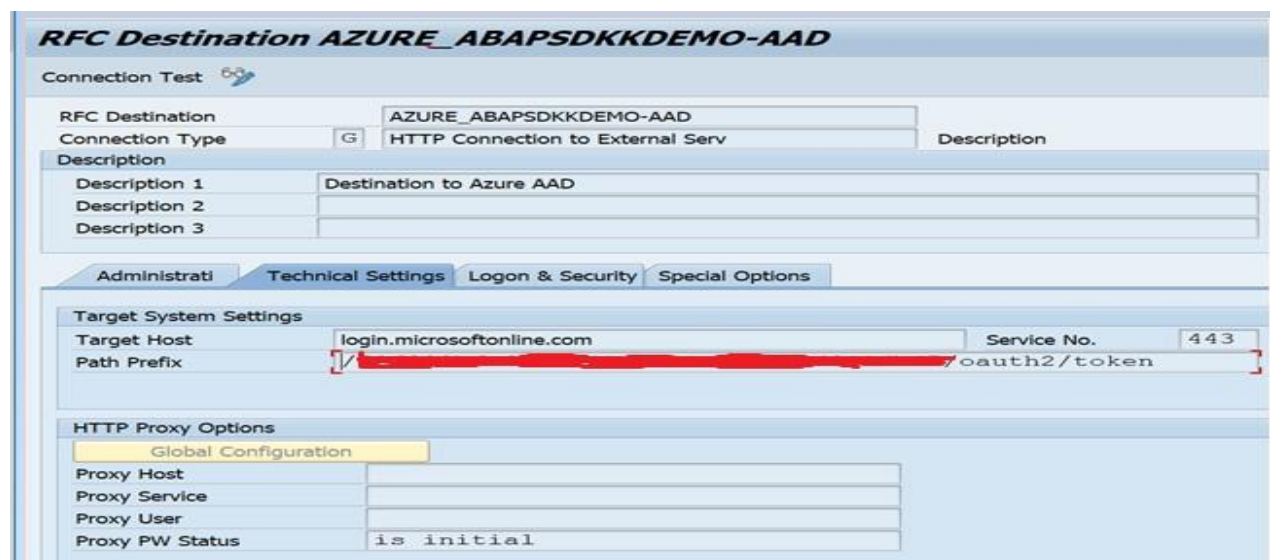 RFC Destination AZURE_ABAPSDKKDEMO-AAD
Connection Test
RFC Destination AZURE_ABAPSDKKDEMO-AAD
Connection Type G HTTP Connection to External Serv Description
Description
Description 1 Destination to Azure AAD
Description 2
Description 3
Administrati Technical Settings Logon & Security Special Options
Target System Settings
Target Host login.microsoftonline.com Service No. 443
Path Prefix / /oauth2/token
HTTP Proxy Options
Global Configuration
Proxy Host
Proxy Service
Proxy User
Proxy PW Status is initial